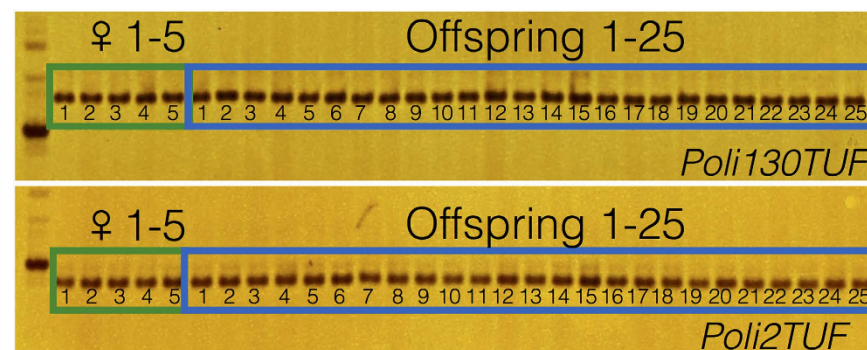 ♀ 1-5 Offspring 1-25
1 2 3 4 5 1 2 3 4 5 6 7 8 9 10 11 12 13 14 15 16 17 18 19 20 21 22 23 24 25
Poli130TUF
♀ 1-5 Offspring 1-25
1 2 3 4 5 1 2 3 4 5 6 7 8 9 10 11 12 13 14 15 16 17 18 19 20 21 22 23 24 25
Poli2TUF